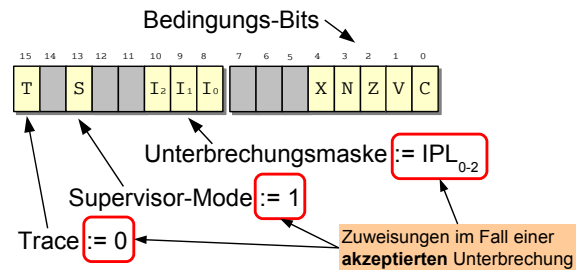 Bedingungs-Bits
15 14 13 12 11 10 9 8 7 6 5 4 3 2 1 0
T S I₂ I₁ I₀ X N Z V C
Unterbrechungsmaske := IPL₀₋₂
Supervisor-Mode := 1
Trace := 0
Zuweisungen im Fall einer
akzeptierten Unterbrechung